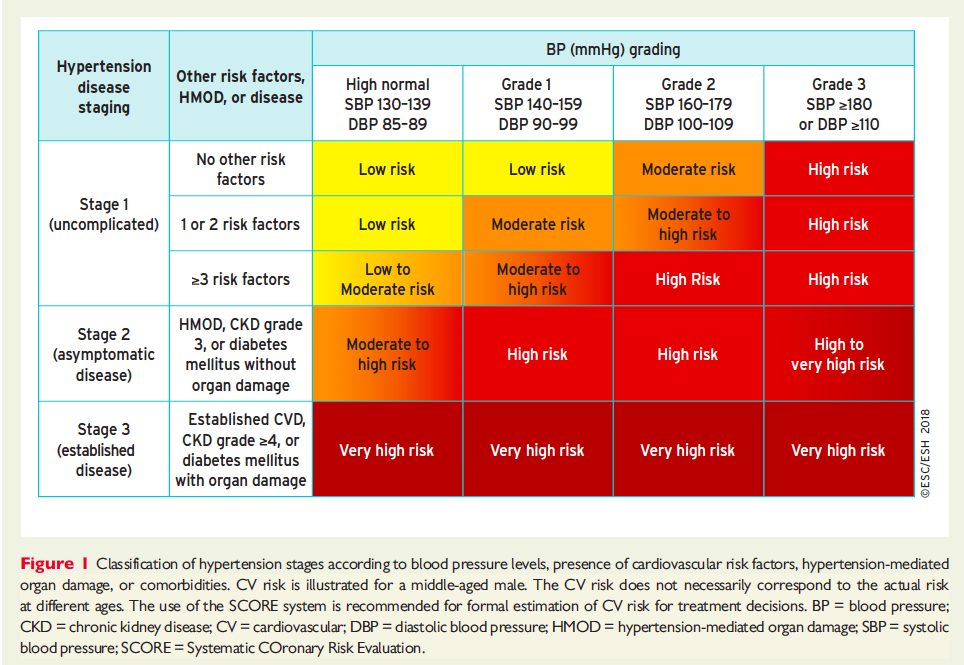 Hypertension
disease
staging
Other risk factors,
HMOD, or disease
BP (mmHg) grading
High normal
SBP 130–139
DBP 85–89
Grade 1
SBP 140–159
DBP 90–99
Grade 2
SBP 160–179
DBP 100–109
Grade 3
SBP ≥180
or DBP ≥110
Stage 1
(uncomplicated)
No other risk
factors
Low risk
Low risk
Moderate risk
High risk
1 or 2 risk factors
Low risk
Moderate risk
Moderate to
high risk
High risk
≥3 risk factors
Low to
Moderate risk
Moderate to
high risk
High Risk
High risk
Stage 2
(asymptomatic
disease)
HMOD, CKD grade
3, or diabetes
mellitus without
organ damage
Moderate to
high risk
High risk
High risk
High to
very high risk
Stage 3
(established
disease)
Established CVD,
CKD grade ≥4, or
diabetes mellitus
with organ damage
Very high risk
Very high risk
Very high risk
Very high risk
©ESC/ESH 2018
Figure 1 Classification of hypertension stages according to blood pressure levels, presence of cardiovascular risk factors, hypertension-mediated
organ damage, or comorbidities. CV risk is illustrated for a middle-aged male. The CV risk does not necessarily correspond to the actual risk
at different ages. The use of the SCORE system is recommended for formal estimation of CV risk for treatment decisions. BP = blood pressure;
CKD = chronic kidney disease; CV = cardiovascular; DBP = diastolic blood pressure; HMOD = hypertension-mediated organ damage; SBP = systolic
blood pressure; SCORE = Systematic COronary Risk Evaluation.